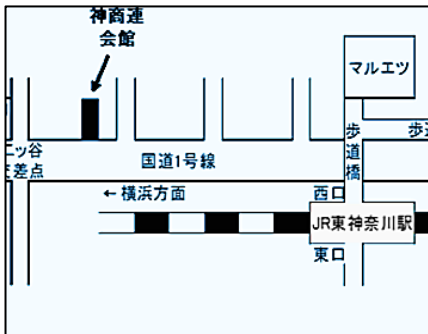 神商連
会館
マルエツ
ニッ谷
差点
国道1号線
歩道橋
歩
← 横浜方面
西口
JR東神奈川駅
東口